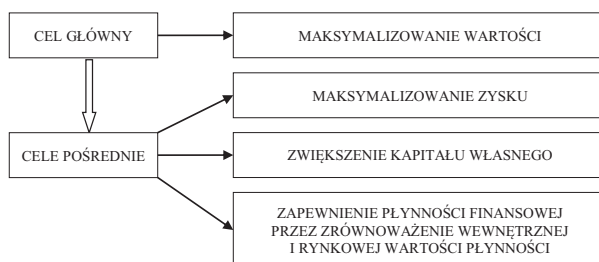 CEL GŁÓWNY
MAKSYMALIZOWANIE WARTOŚCI
MAKSYMALIZOWANIE ZYSKU
CELE POŚREDNIE
ZWIĘKSZENIE KAPITAŁU WŁASNEGO
ZAPEWNIENIE PŁYNNOŚCI FINANSOWEJ
PRZEZ ZRÓWNOWAŻENIE WEWNĘTRZNEJ
I RYNKOWEJ WARTOŚCI PŁYNNOŚCI